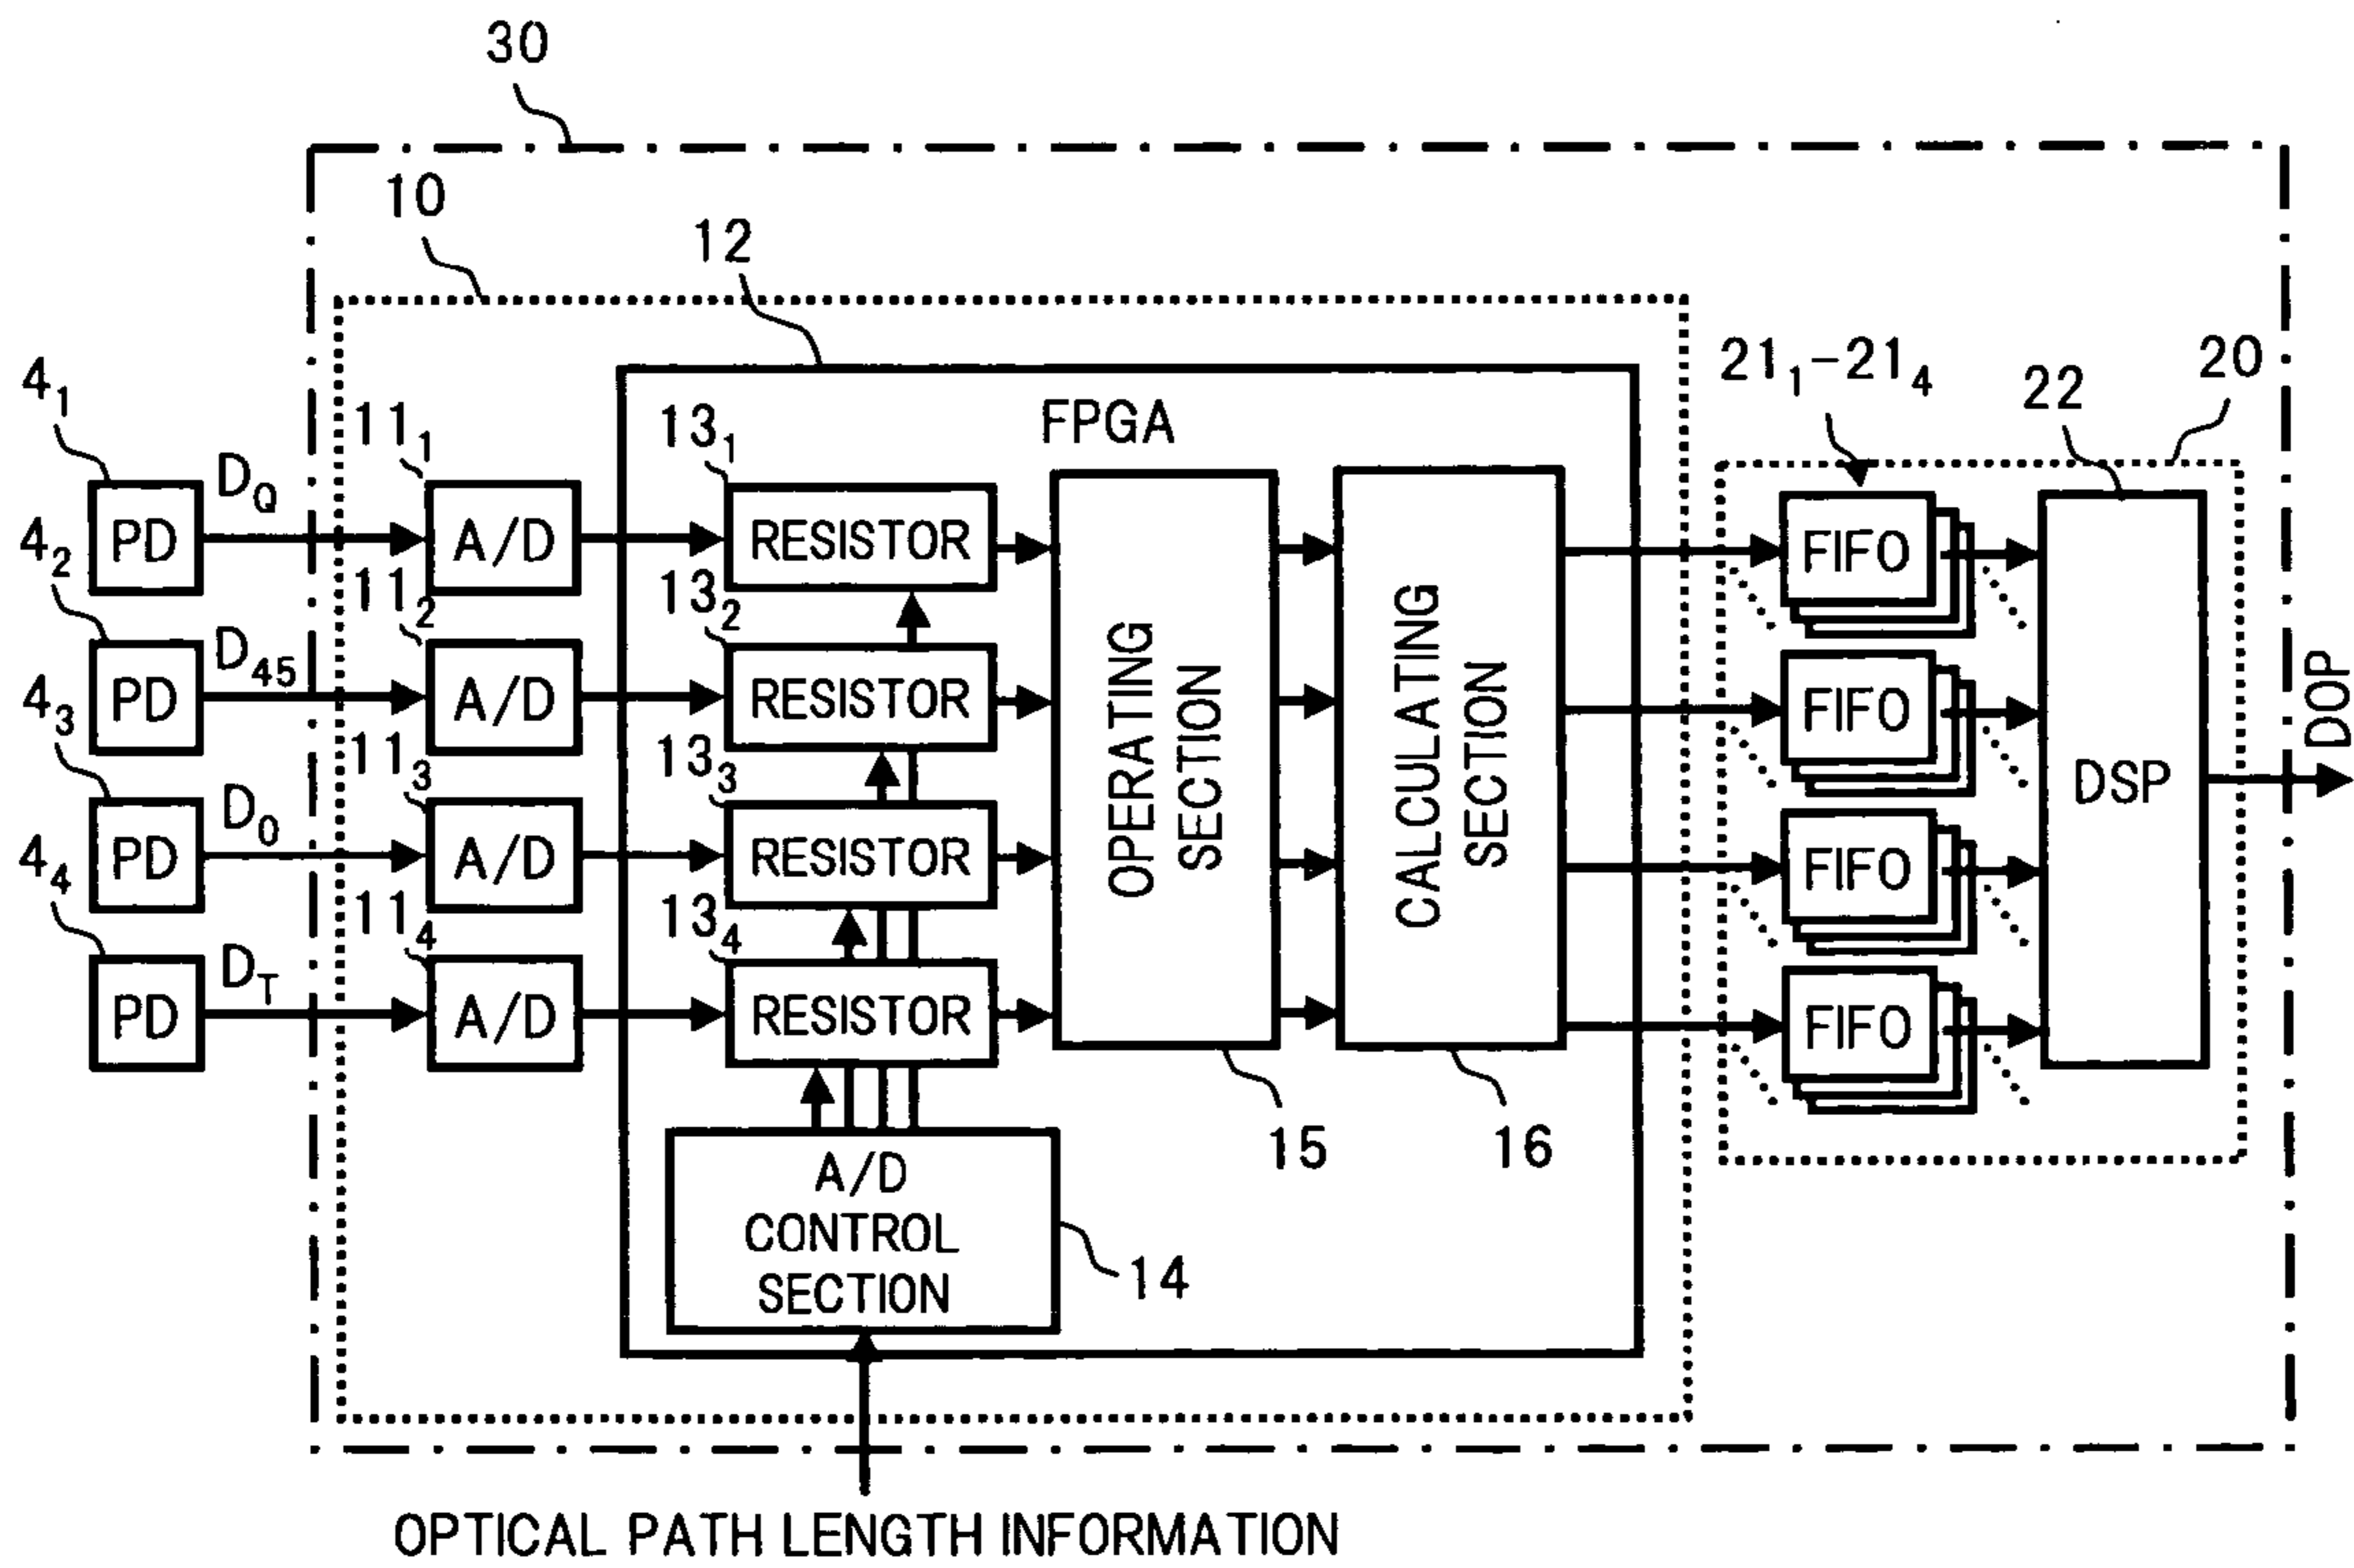 30
10
12
21₁-21₄
20
22
FPGA
4₁
D_Q
11₁
13₁
PD
A/D
RESISTOR
FIFO
4₂
D₄₅
11₂
13₂
PD
A/D
RESISTOR
FIFO
4₃
D₀
11₃
13₃
PD
A/D
RESISTOR
FIFO
4₄
D_T
11₄
13₄
PD
A/D
RESISTOR
FIFO
OPERATING
SECTION
CALCULATING
SECTION
DSP
DOP
15
16
A/D
CONTROL
SECTION
14
OPTICAL PATH LENGTH INFORMATION